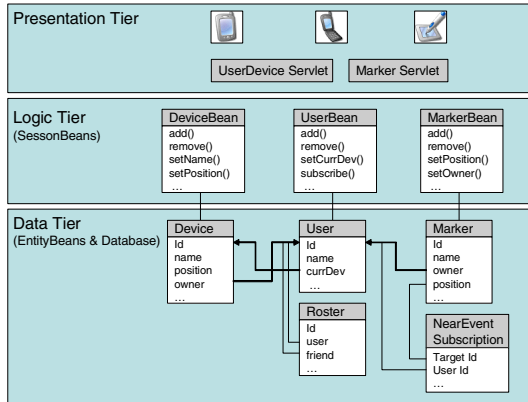 Presentation Tier
UserDevice Servlet
Marker Servlet
Logic Tier
(SessonBeans)
DeviceBean
add()
remove()
setName()
setPosition()
...
UserBean
add()
remove()
setCurrDev()
subscribe()
...
MarkerBean
add()
remove()
setPosition()
setOwner()
...
Data Tier
(EntityBeans & Database)
Device
Id
name
position
owner
...
User
Id
name
currDev
...
Marker
Id
name
owner
position
...
Roster
Id
user
friend
...
NearEvent
Subscription
Target Id
User Id
...